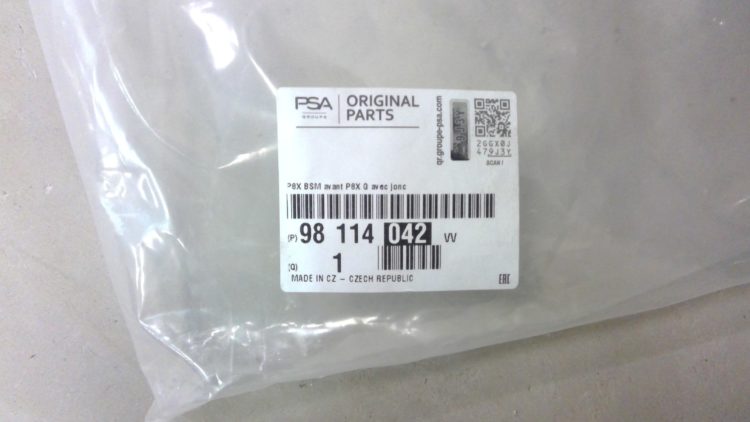 PSA
GROUPE
ORIGINAL
PARTS
qr.groupe-psa.com
2GGX0J
479J3Y
SCAN !
P8X BSM avant P8X G avec jonc
(P) 98 114 042 VV
(Q) 1
MADE IN CZ - CZECH REPUBLIC
EAC